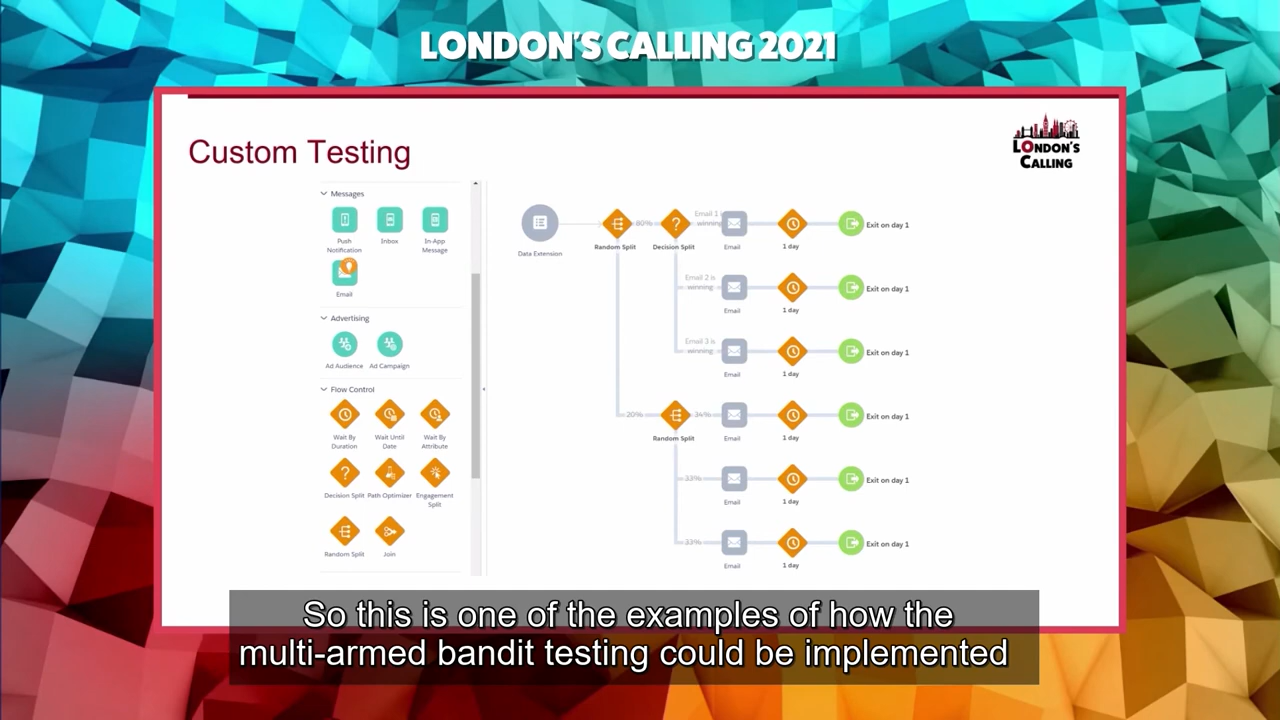 LONDON'S CALLING 2021
Custom Testing
LONDON'S
CALLING
Messages
Push
Notification
Inbox
In-App
Message
Email
Advertising
Ad Audience
Ad Campaign
Flow Control
Wait By
Duration
Wait Until
Date
Wait By
Attribute
Decision Split
Path Optimizer
Engagement
Split
Random Split
Join
Data Extension
Random Split
80%
Decision Split
Email 1 is
winning
Email
1 day
Exit on day 1
Email 2 is
winning
Email
1 day
Exit on day 1
Email 3 is
winning
Email
1 day
Exit on day 1
20%
Random Split
34%
Email
1 day
Exit on day 1
33%
Email
1 day
Exit on day 1
33%
Email
1 day
Exit on day 1
So this is one of the examples of how the
multi-armed bandit testing could be implemented